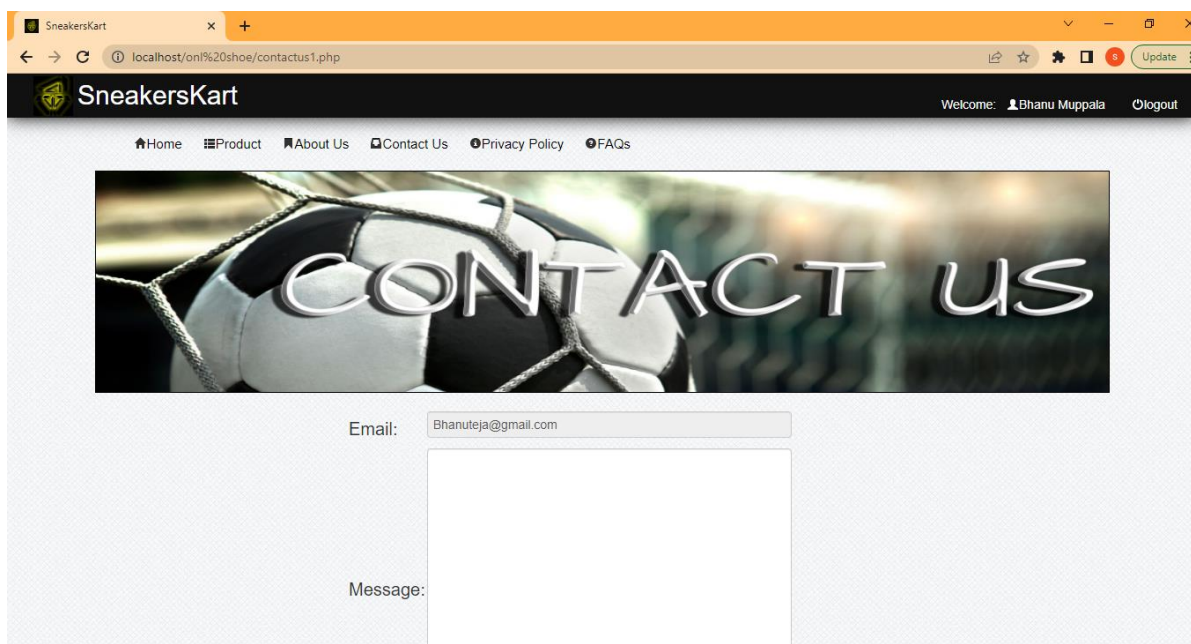 SneakersKart
localhost/onl%20shoe/contactus1.php
S
Update
SneakersKart
Welcome: Bhanu Muppala logout
Home Product About Us Contact Us Privacy Policy FAQs
CONTACT US
Email: Bhanuteja@gmail.com
Message: